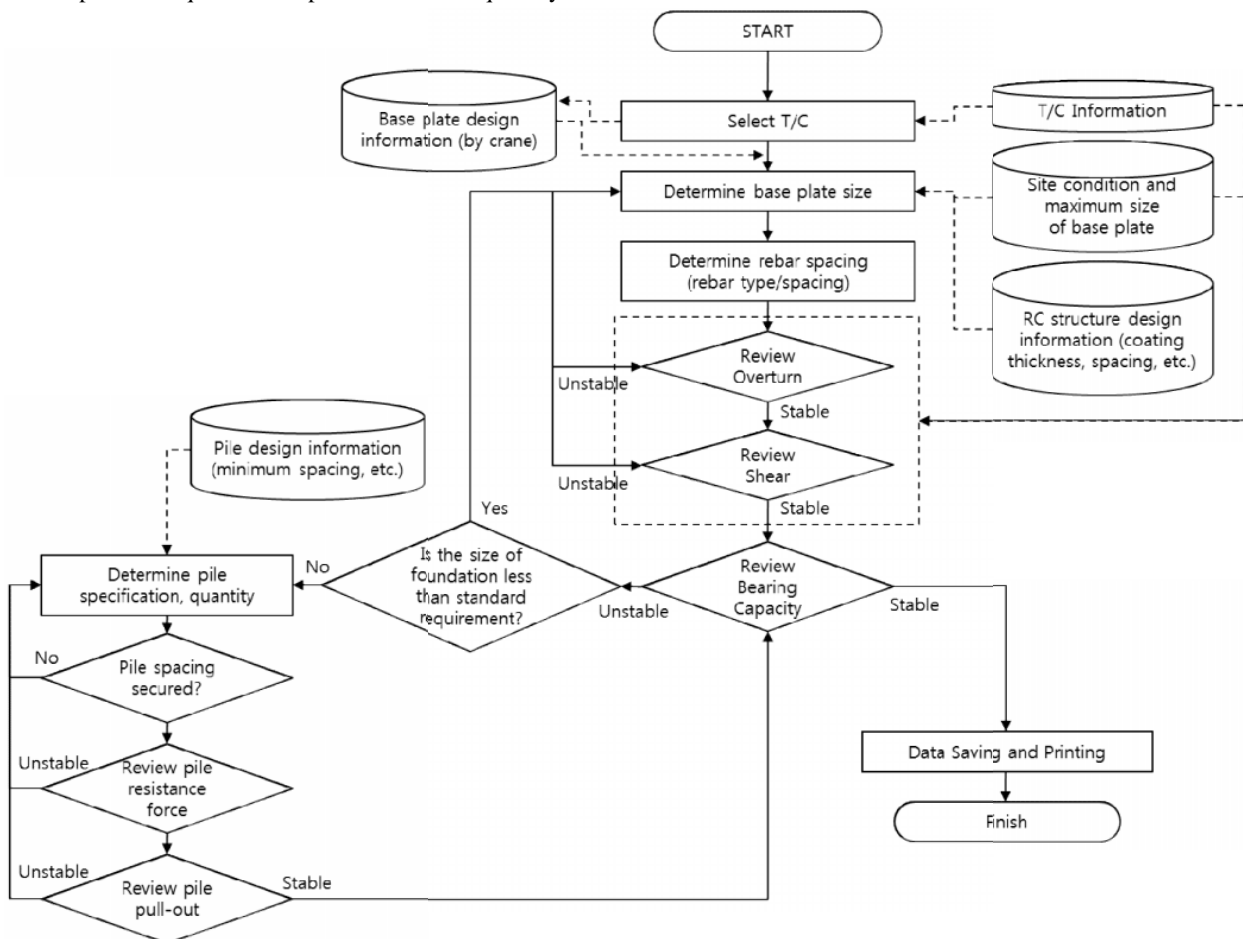 START
Base plate design
information (by crane)
Select T/C
T/C Information
Determine base plate size
Site condition and
maximum size
of base plate
Determine rebar spacing
(rebar type/spacing)
RC structure design
information (coating
thickness, spacing, etc.)
Review
Overturn
Unstable
Stable
Pile design information
(minimum spacing, etc.)
Review
Shear
Unstable
Stable
Yes
Is the size of
foundation less
than standard
requirement?
No
Review
Bearing
Capacity
Unstable
Stable
Determine pile
specification, quantity
No
Pile spacing
secured?
Unstable
Review pile
resistance
force
Data Saving and Printing
Finish
Unstable
Review pile
pull-out
Stable